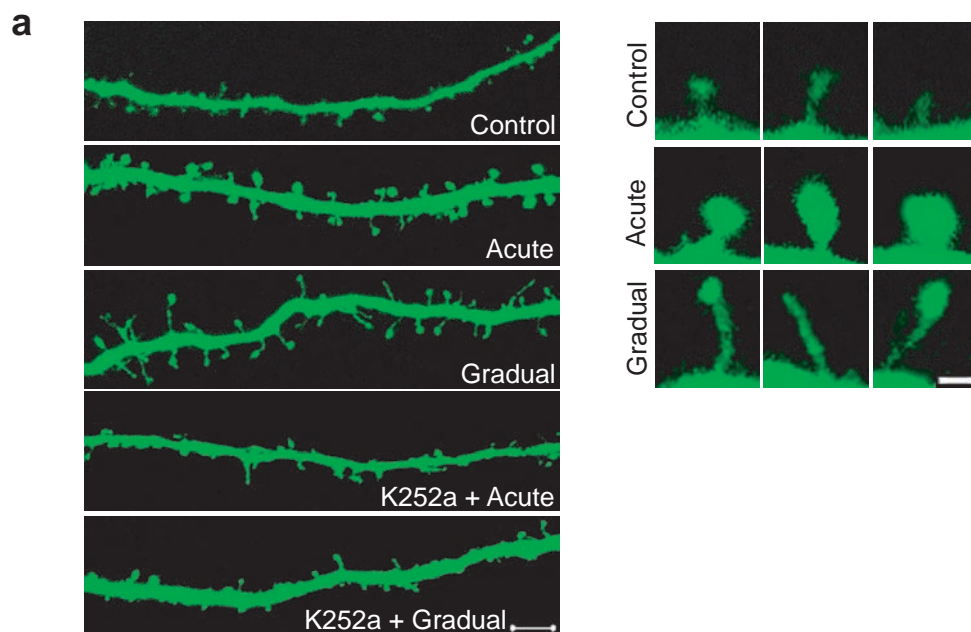 a
Control
Acute
Gradual
K252a + Acute
K252a + Gradual
Control
Acute
Gradual